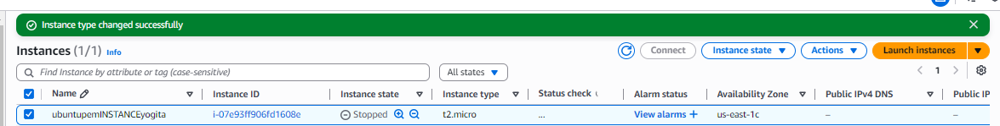 Instance type changed successfully
Instances (1/1) Info
Connect
Instance state
Actions
Launch instances
Find Instance by attribute or tag (case-sensitive)
All states
1
Name Instance ID Instance state Instance type Status check Alarm status Availability Zone Public IPv4 DNS Public
ubuntupemINSTANCEyogita i-07e93ff906fd1608e Stopped t2.micro ... View alarms + us-east-1c – –